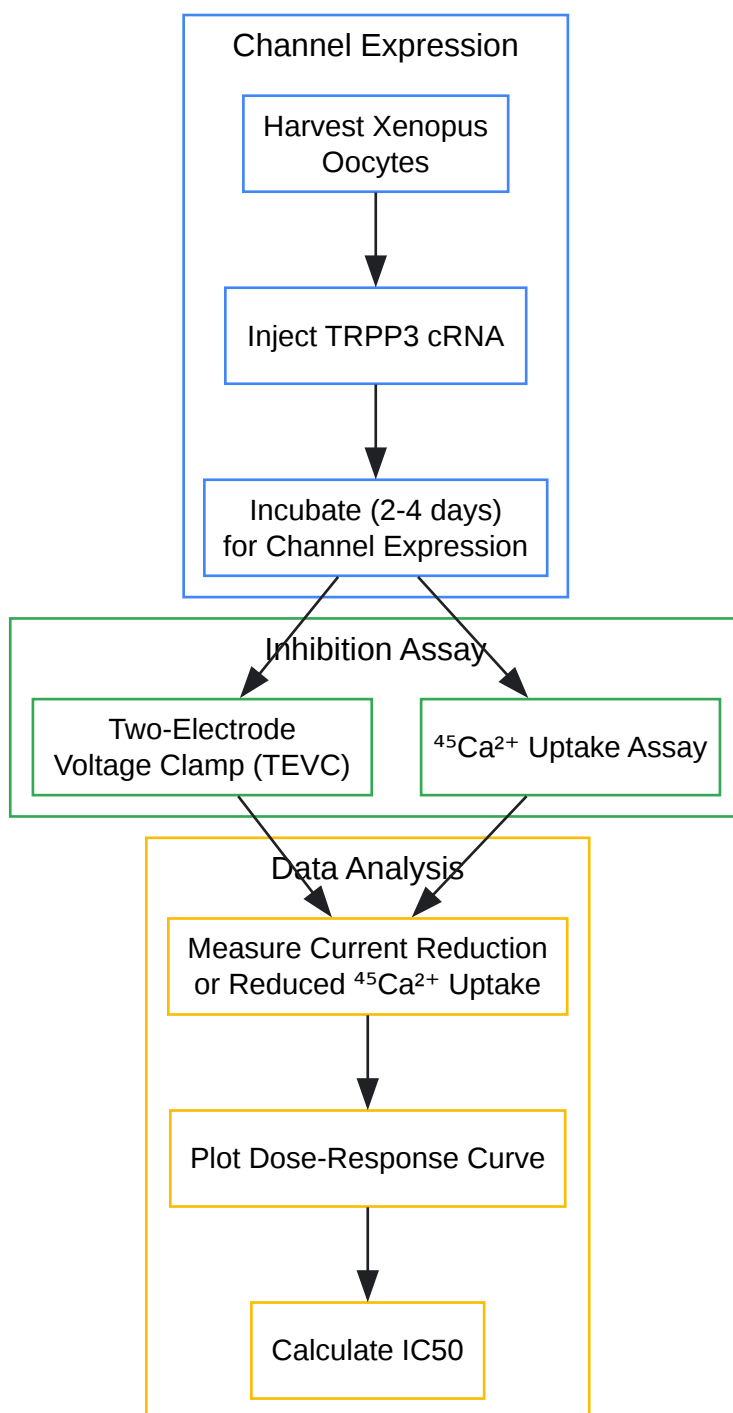 Channel Expression
Harvest Xenopus
Oocytes
Inject TRPP3 cRNA
Incubate (2-4 days)
for Channel Expression
Inhibition Assay
Two-Electrode
Voltage Clamp (TEVC)
⁴⁵Ca²⁺ Uptake Assay
Data Analysis
Measure Current Reduction
or Reduced ⁴⁵Ca²⁺ Uptake
Plot Dose-Response Curve
Calculate IC50